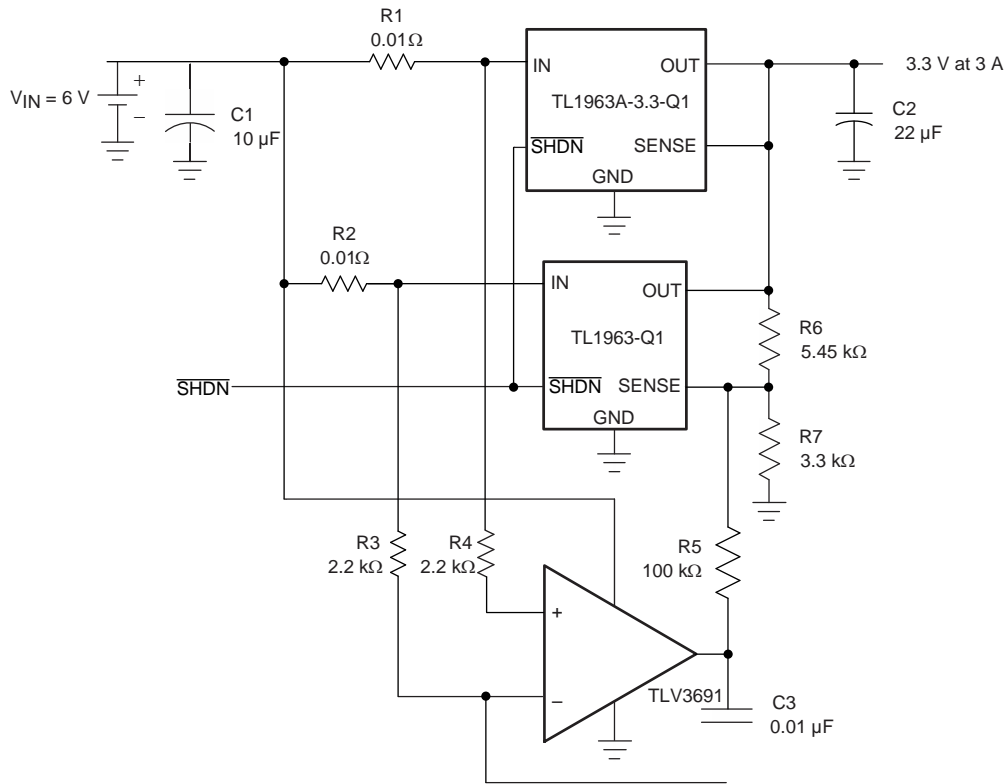 R1
0.01Ω
IN
OUT
3.3 V at 3 A
TL1963A-3.3-Q1
+
VIN = 6 V
−
C1
10 µF
C2
22 µF
SHDN
SENSE
GND
R2
0.01Ω
IN
OUT
TL1963-Q1
R6
5.45 kΩ
SHDN
SHDN
SENSE
GND
R7
3.3 kΩ
R3
2.2 kΩ
R4
2.2 kΩ
R5
100 kΩ
+
−
TLV3691
C3
0.01 µF